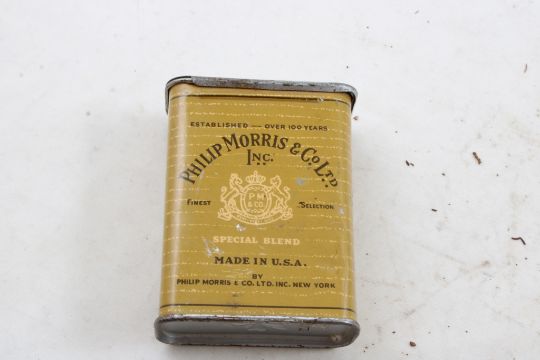 ESTABLISHED — OVER 100 YEARS
PHILIP MORRIS & CO. LTD.
INC.
FINEST SELECTION
P M
& CO.
SPECIAL BLEND
MADE IN U.S.A.
BY
PHILIP MORRIS & CO. LTD. INC. NEW YORK